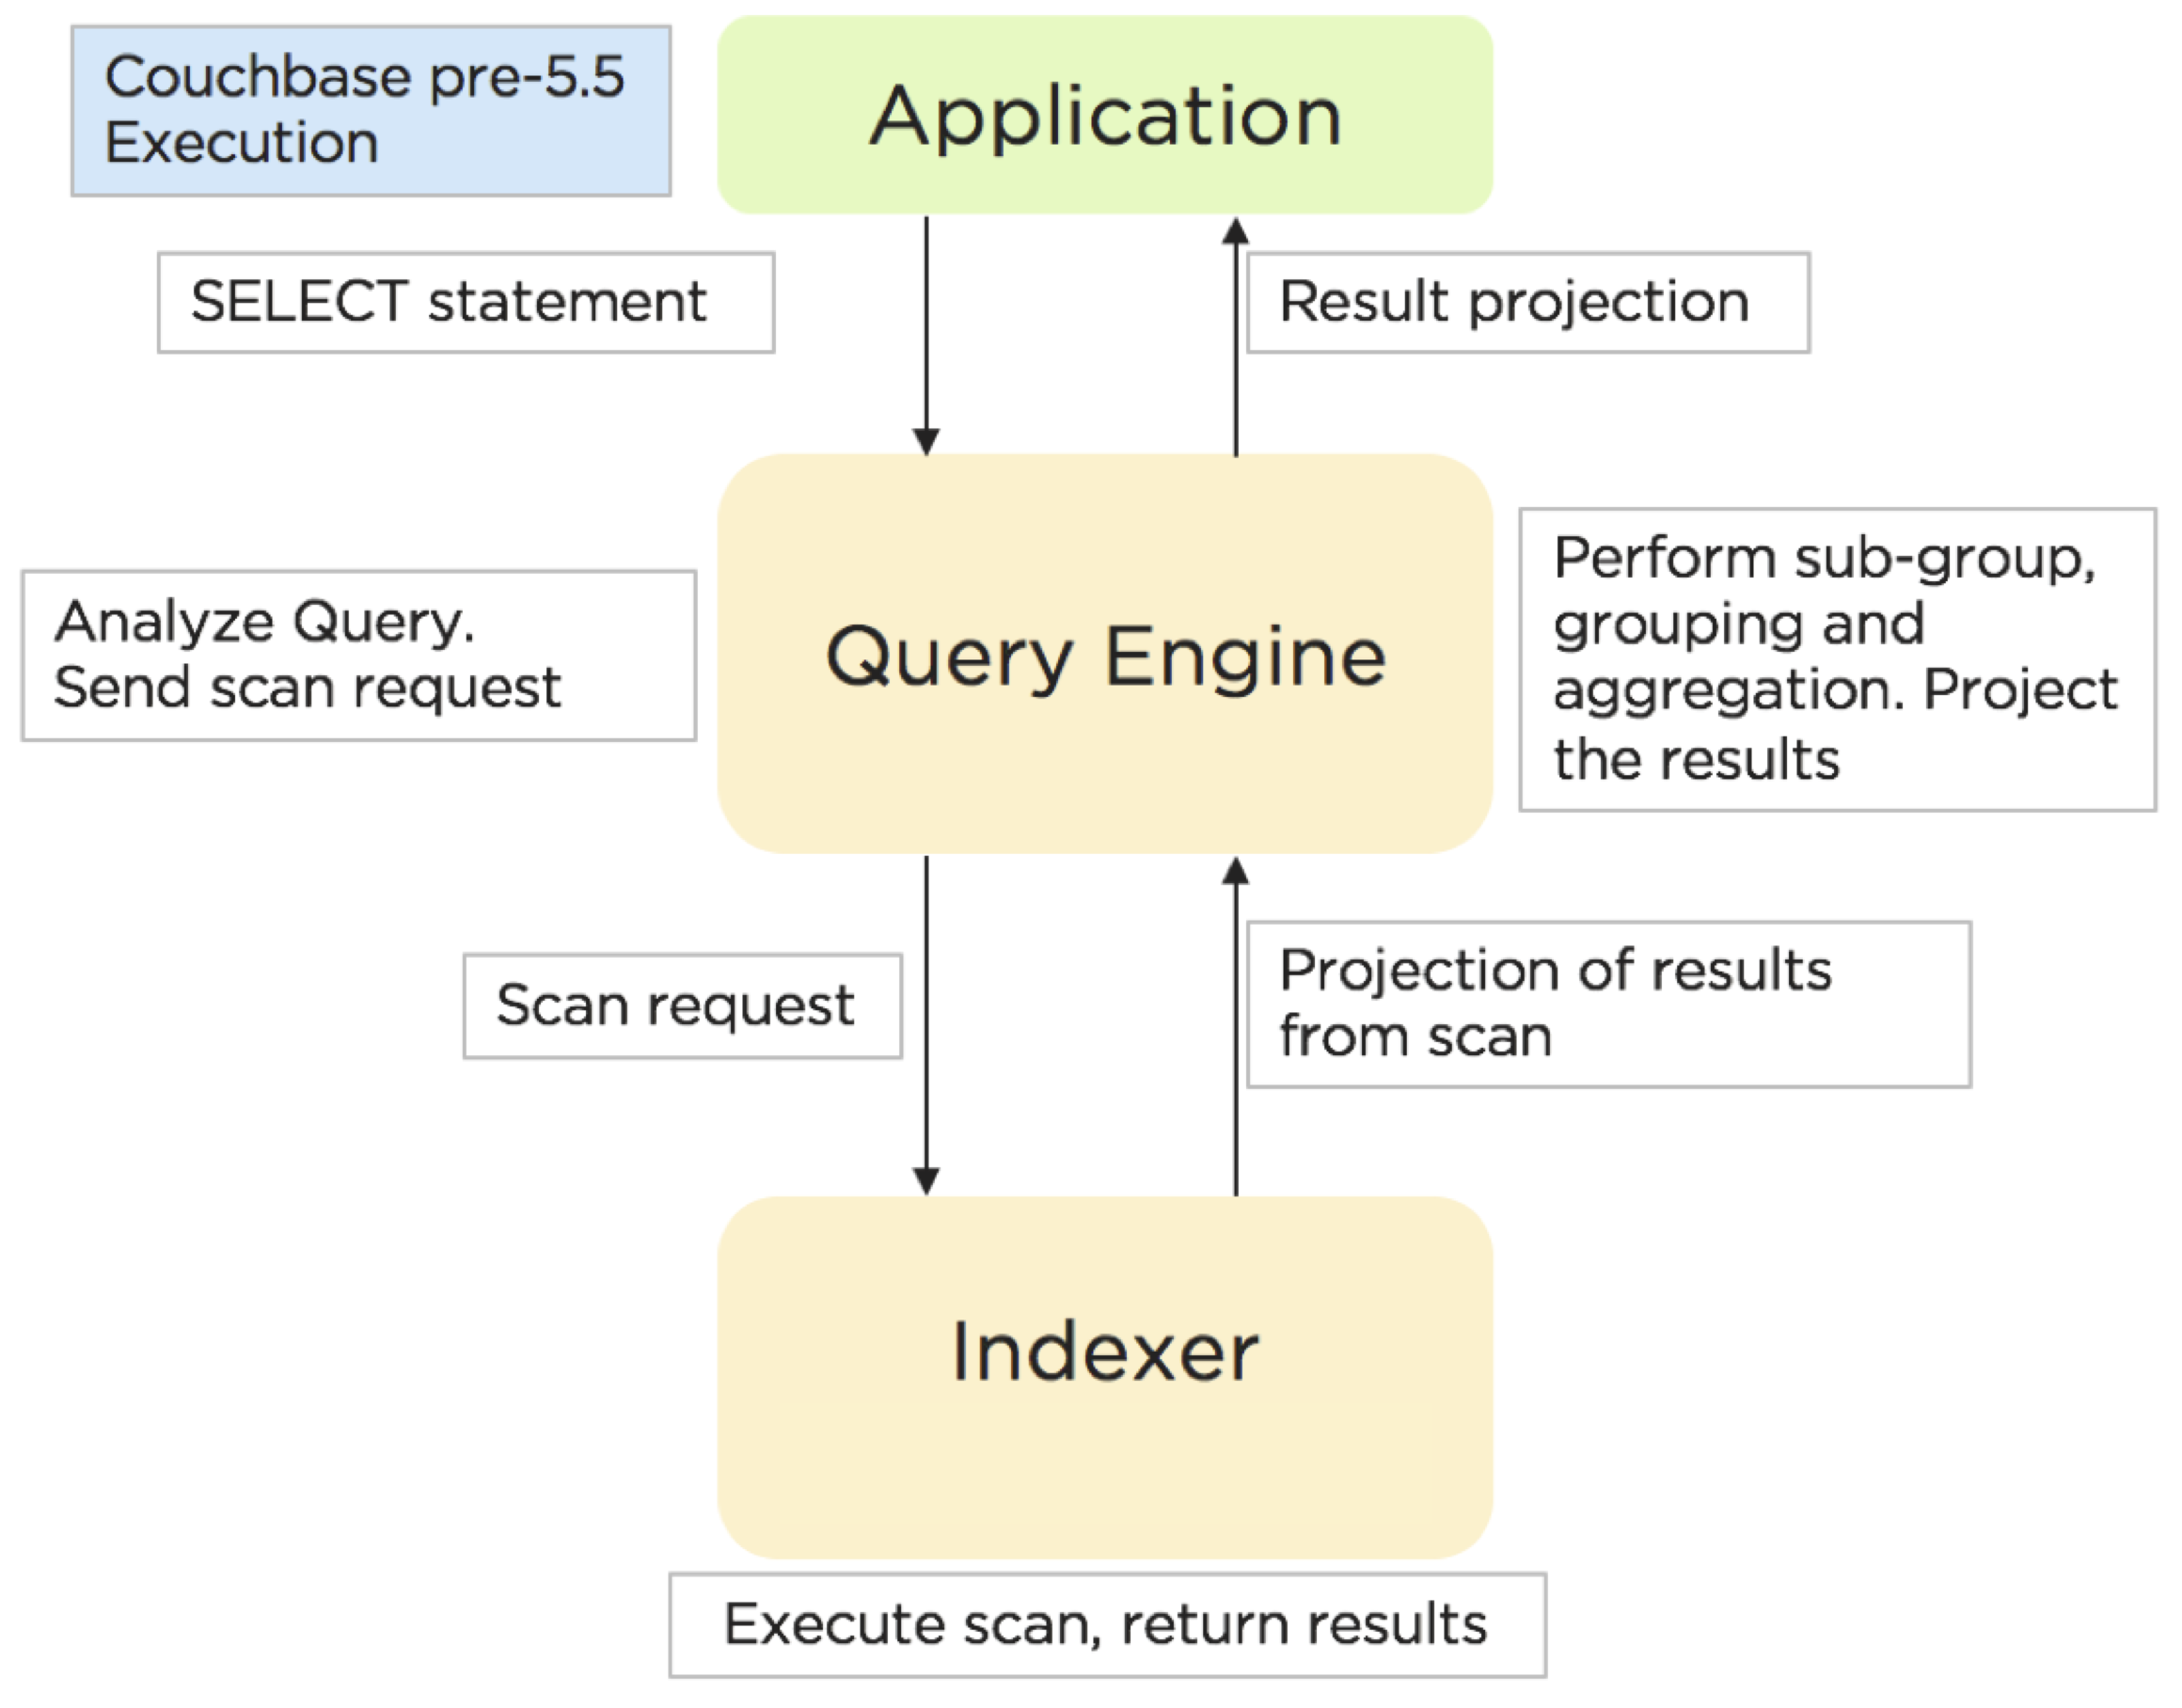 Couchbase pre-5.5
Execution
Application
SELECT statement
Result projection
Analyze Query.
Send scan request
Query Engine
Perform sub-group,
grouping and
aggregation. Project
the results
Scan request
Projection of results
from scan
Indexer
Execute scan, return results